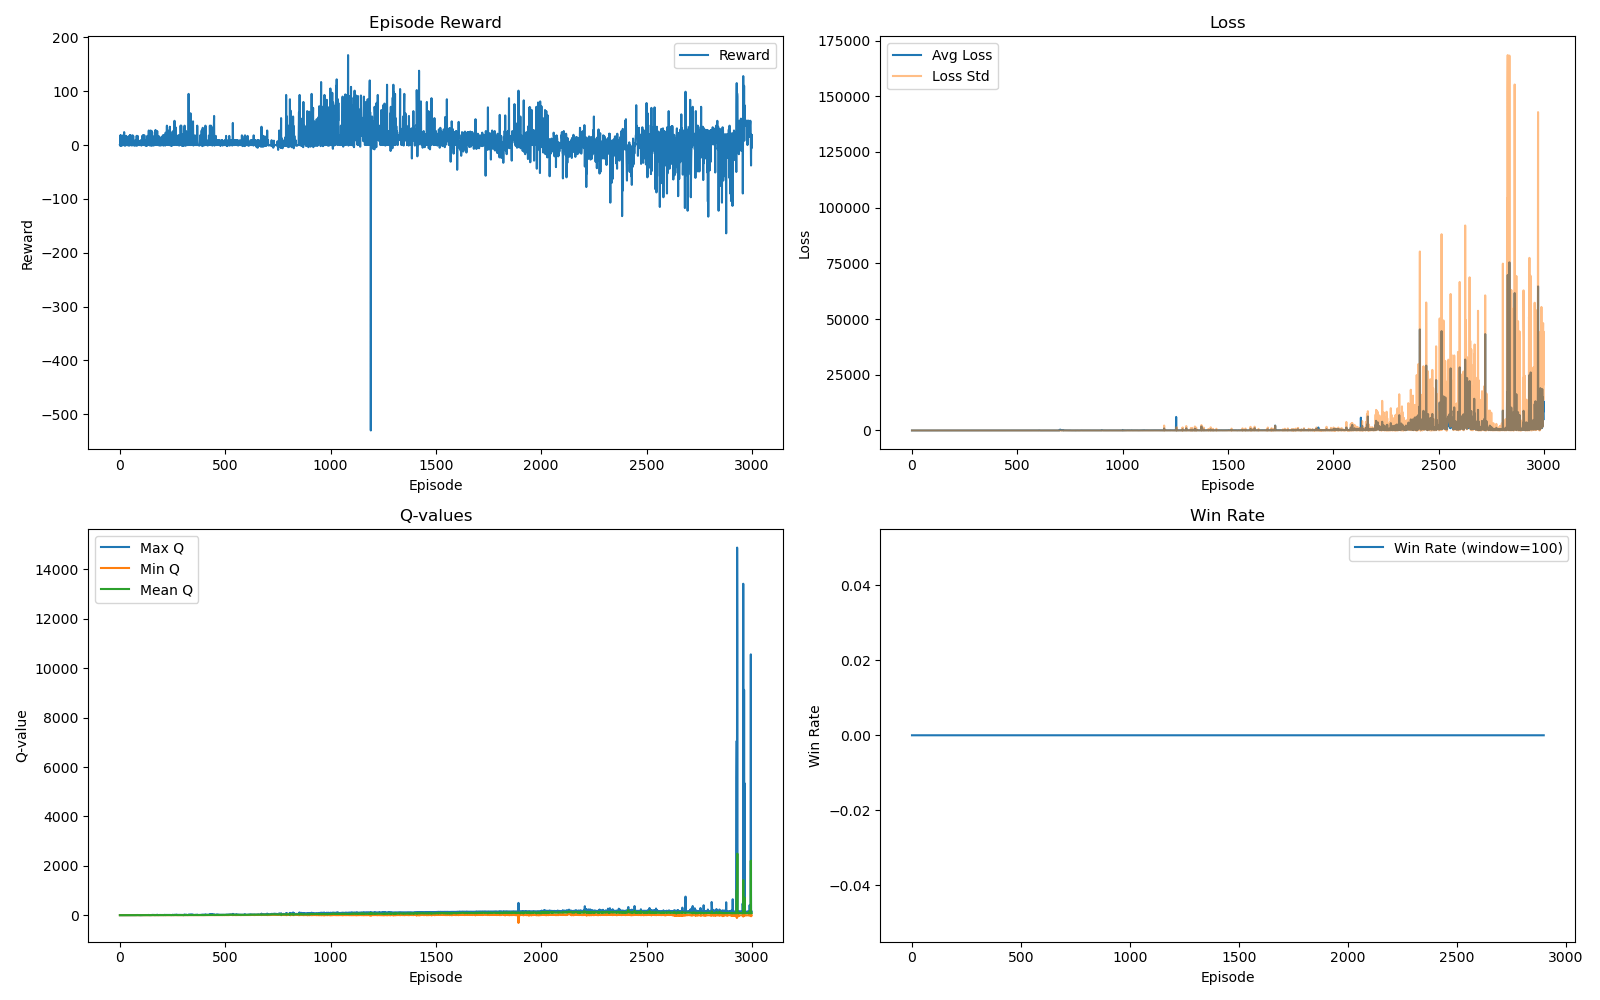 Episode Reward
200
100
0
−100
−200
−300
−400
−500
Reward
Reward
0 500 1000 1500 2000 2500 3000
Episode
Loss
175000
150000
125000
100000
75000
50000
25000
0
Loss
Avg Loss
Loss Std
0 500 1000 1500 2000 2500 3000
Episode
Q-values
14000
12000
10000
8000
6000
4000
2000
0
Q-value
Max Q
Min Q
Mean Q
0 500 1000 1500 2000 2500 3000
Episode
Win Rate
0.04
0.02
0.00
−0.02
−0.04
Win Rate
Win Rate (window=100)
0 500 1000 1500 2000 2500 3000
Episode